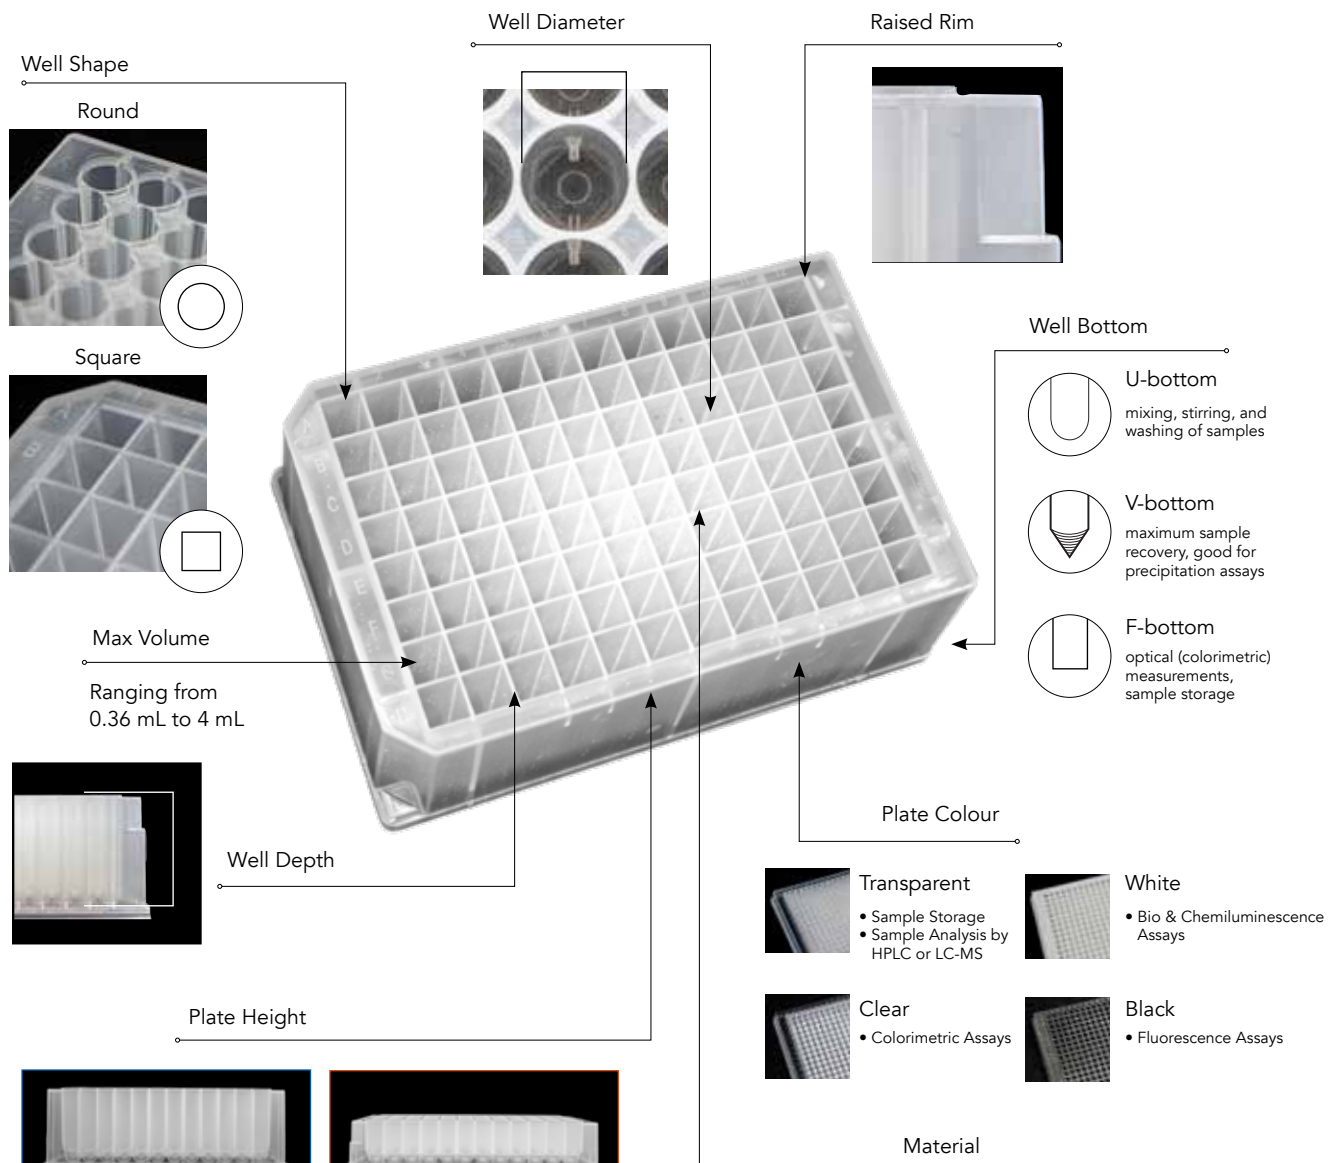 Well Diameter
Raised Rim
Well Shape
Round
Square
Well Bottom
U-bottom
mixing, stirring, and
washing of samples
V-bottom
maximum sample
recovery, good for
precipitation assays
F-bottom
optical (colorimetric)
measurements,
sample storage
Max Volume
Ranging from
0.36 mL to 4 mL
Well Depth
Plate Colour
Transparent
• Sample Storage
• Sample Analysis by
HPLC or LC-MS
White
• Bio & Chemiluminescence
Assays
Clear
• Colorimetric Assays
Black
• Fluorescence Assays
Plate Height
Material